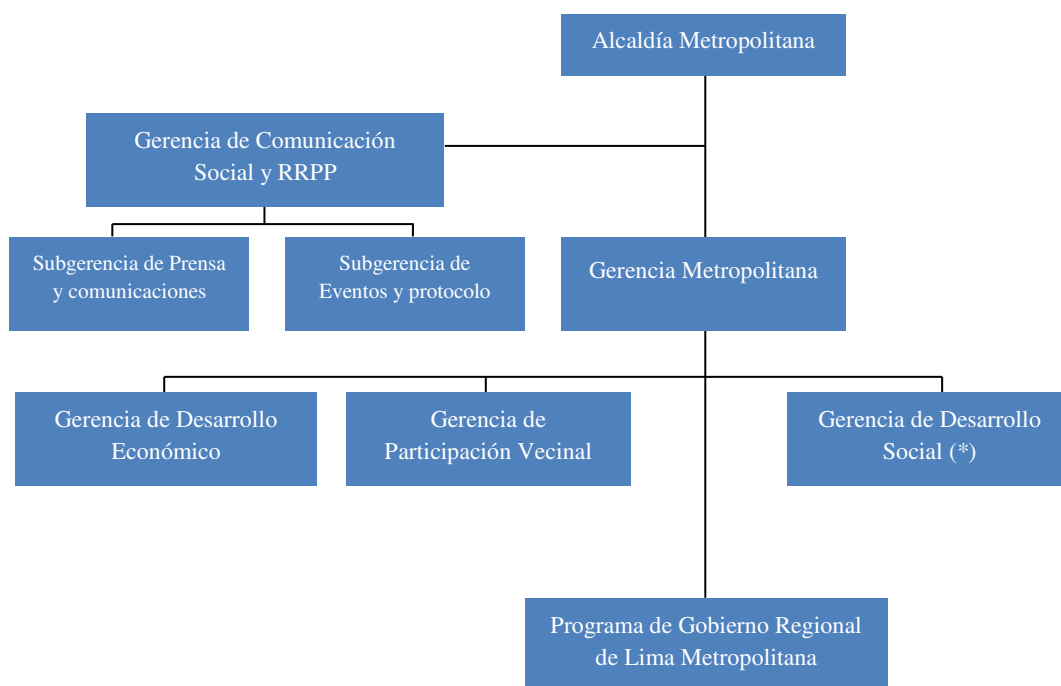 Alcaldía Metropolitana
Gerencia de Comunicación
Social y RRPP
Subgerencia de Prensa
y comunicaciones
Subgerencia de
Eventos y protocolo
Gerencia Metropolitana
Gerencia de Desarrollo
Económico
Gerencia de
Participación Vecinal
Gerencia de Desarrollo
Social (*)
Programa de Gobierno Regional
de Lima Metropolitana